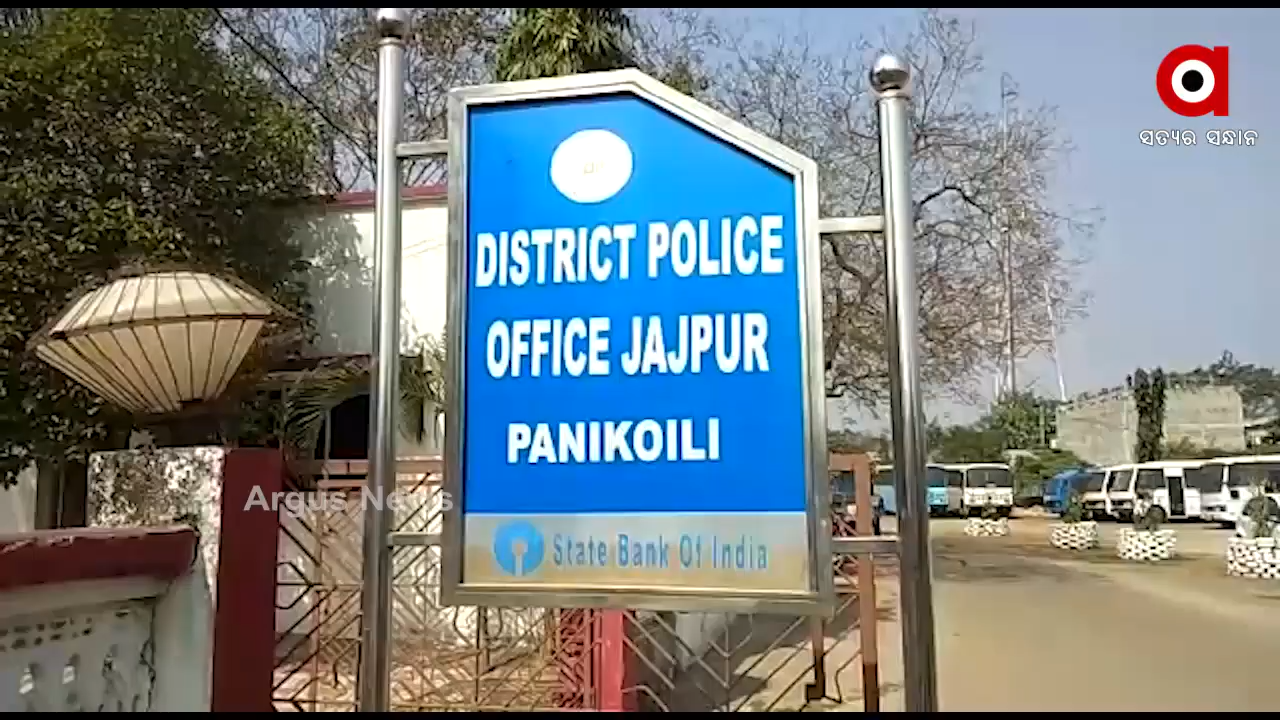 ସତ୍ୟର ସନ୍ଧାନ
DISTRICT POLICE
OFFICE JAJPUR
PANIKOILI
Argus News
State Bank Of India